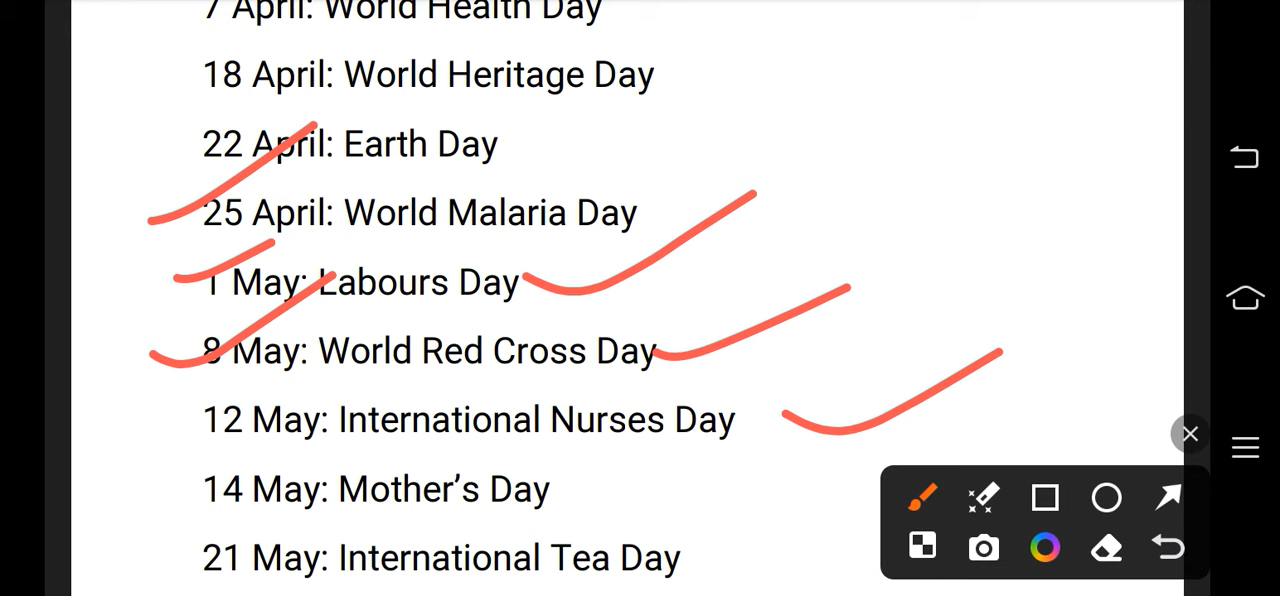 7 April: World Health Day
18 April: World Heritage Day
22 April: Earth Day
25 April: World Malaria Day
1 May: Labours Day
8 May: World Red Cross Day
12 May: International Nurses Day
14 May: Mother’s Day
21 May: International Tea Day